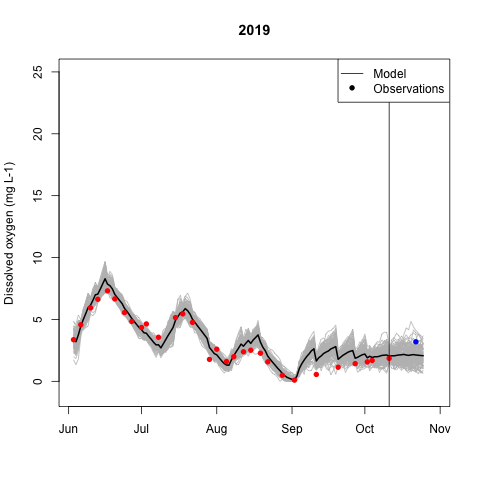 2019
Model
Observations
Dissolved oxygen (mg L-1)
25
20
15
10
5
0
Jun Jul Aug Sep Oct Nov